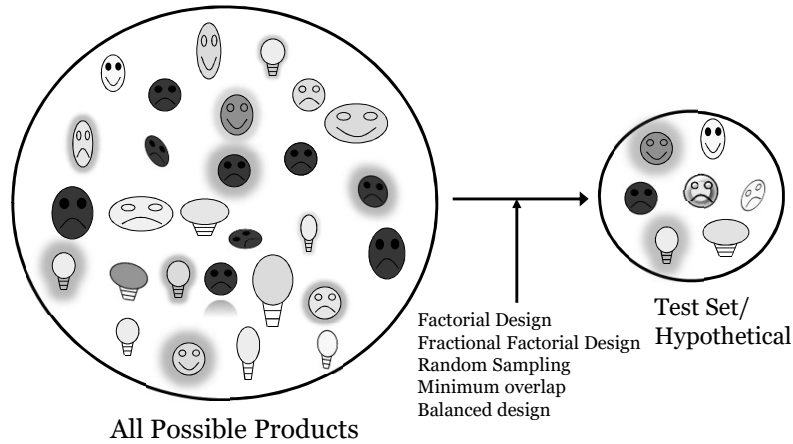 Factorial Design
Fractional Factorial Design
Random Sampling
Minimum overlap
Balanced design
Test Set/
Hypothetical
All Possible Products